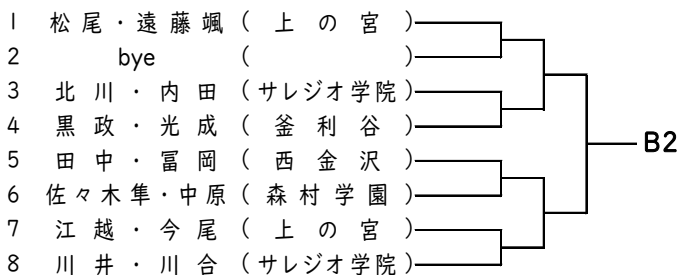 1 松尾・遠藤颯 ( 上の宮 )
2 bye ( )
3 北川・内田 ( サレジオ学院 )
4 黒政・光成 ( 釜利谷 )
B2
5 田中・冨岡 ( 西金沢 )
6 佐々木隼・中原 ( 森村学園 )
7 江越・今尾 ( 上の宮 )
8 川井・川合 ( サレジオ学院 )